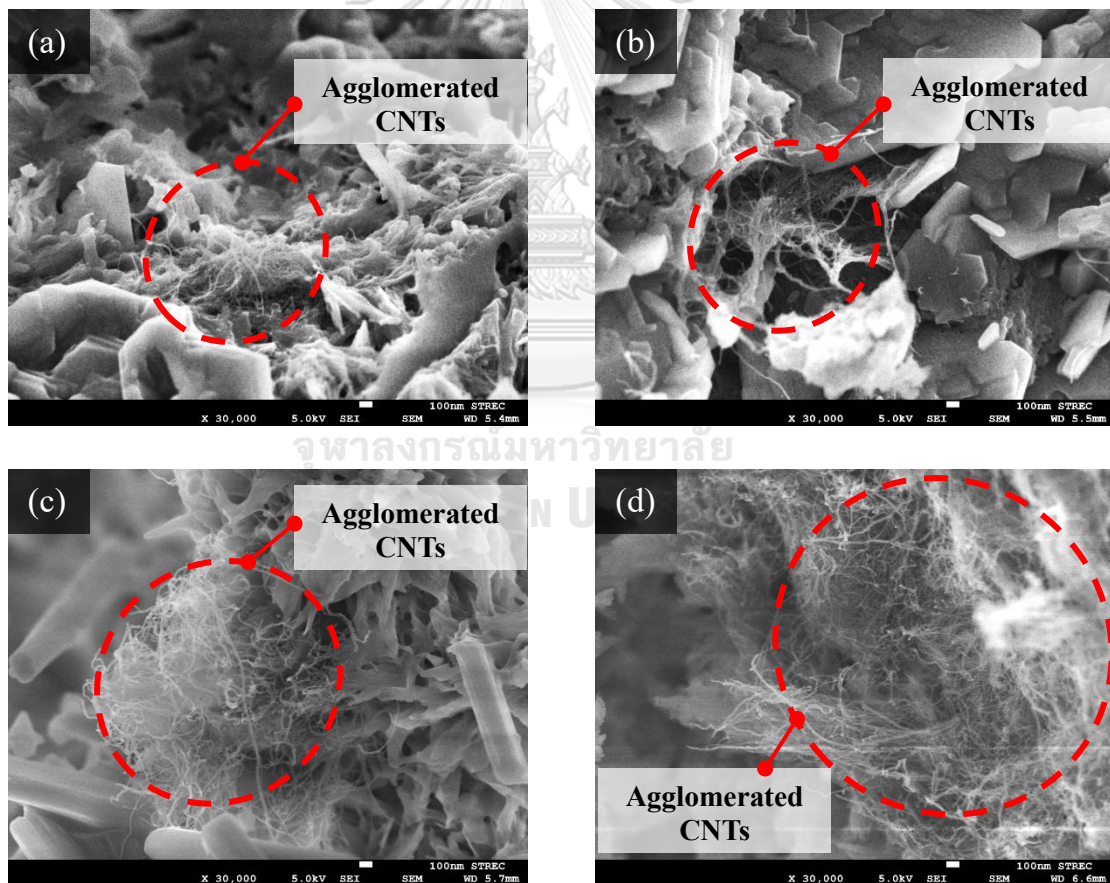 (a)
Agglomerated
CNTs
100nm STREC
X 30,000 5.0kV SEI SEM WD 5.4mm
(b)
Agglomerated
CNTs
100nm STREC
X 30,000 5.0kV SEI SEM WD 5.5mm
จุฬาลงกรณ์มหาวิทยาลัย
(c)
Agglomerated
CNTs
100nm STREC
X 30,000 5.0kV SEI SEM WD 5.7mm
N U
(d)
Agglomerated
CNTs
100nm STREC
X 30,000 5.0kV SEI SEM WD 6.6mm